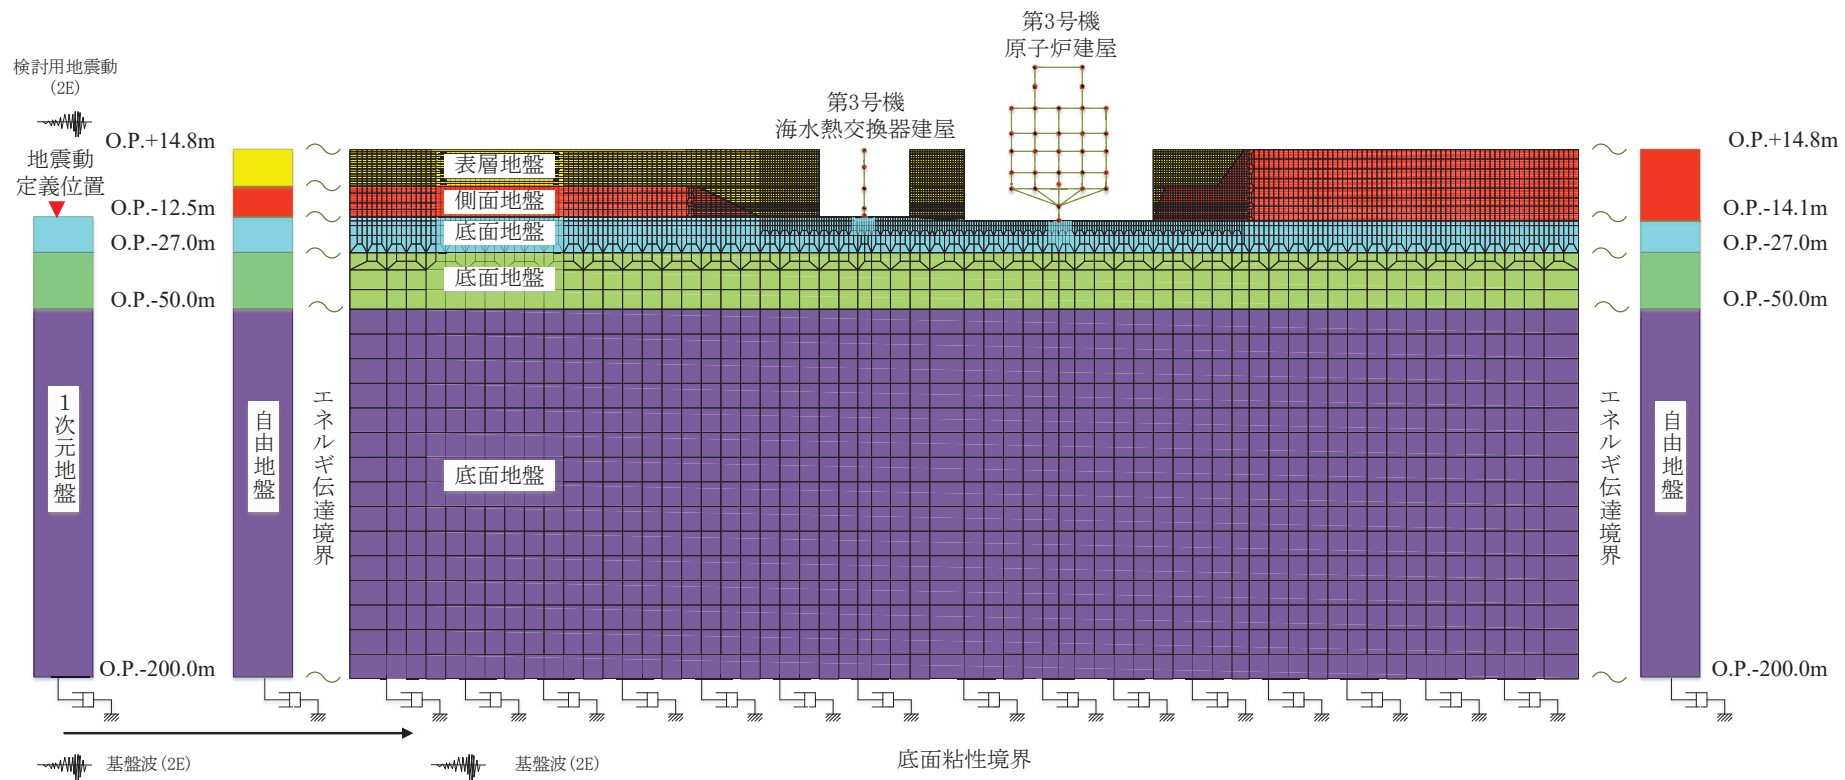 第3号機
原子炉建屋
検討用地震動
(2E)
第3号機
海水熱交換器建屋
O.P.+14.8m
O.P.+14.8m
地震動
定義位置
表層地盤
側面地盤
O.P.-12.5m
O.P.-14.1m
底面地盤
O.P.-27.0m
O.P.-27.0m
底面地盤
O.P.-50.0m
O.P.-50.0m
1次元地盤
自由地盤
エネルギ伝達境界
底面地盤
エネルギ伝達境界
自由地盤
O.P.-200.0m
O.P.-200.0m
基盤波(2E)
基盤波(2E)
底面粘性境界